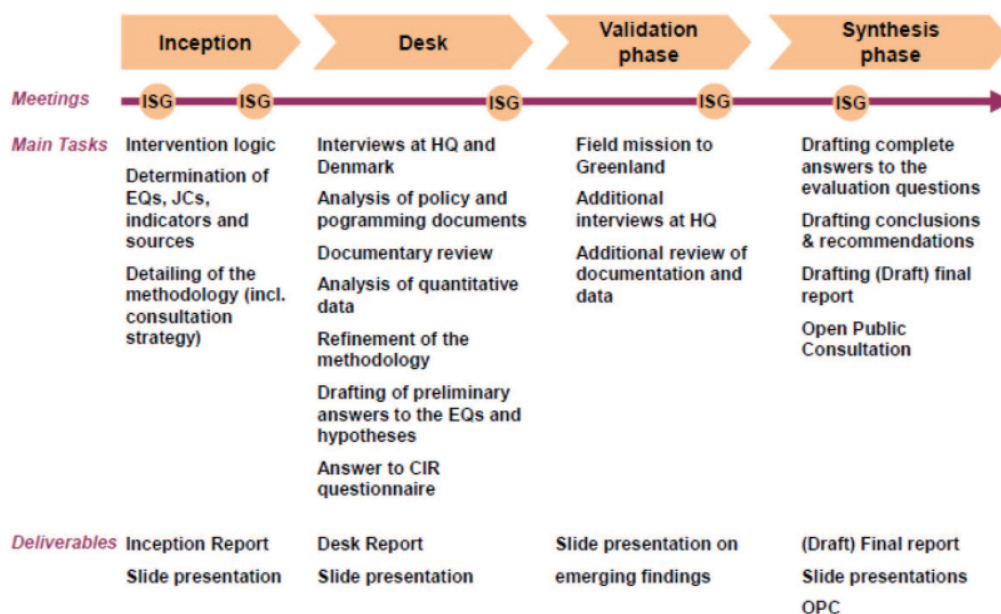 Inception
Desk
Validation
phase
Synthesis
phase
Meetings
ISG
ISG
ISG
ISG
ISG
Main Tasks
Intervention logic
Determination of
EQs, JCs,
indicators and
sources
Detailing of the
methodology (incl.
consultation
strategy)
Interviews at HQ and
Denmark
Analysis of policy and
pogramming documents
Documentary review
Analysis of quantitative
data
Refinement of the
methodology
Drafting of preliminary
answers to the EQs and
hypotheses
Answer to CIR
questionnaire
Field mission to
Greenland
Additional
interviews at HQ
Additional review of
documentation and
data
Drafting complete
answers to the
evaluation questions
Drafting conclusions
& recommendations
Drafting (Draft) final
report
Open Public
Consultation
Deliverables
Inception Report
Slide presentation
Desk Report
Slide presentation
Slide presentation on
emerging findings
(Draft) Final report
Slide presentations
OPC